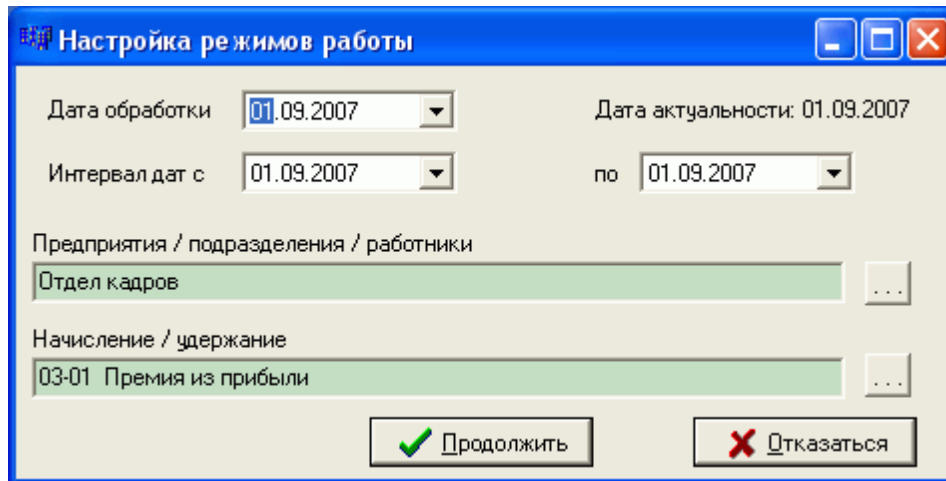 Настройка режимов работы
Дата обработки 01.09.2007 Дата актуальности: 01.09.2007
Интервал дат с 01.09.2007 по 01.09.2007
Предприятия / подразделения / работники
Отдел кадров ...
Начисление / удержание
03-01 Премия из прибыли ...
Продолжить Отказаться